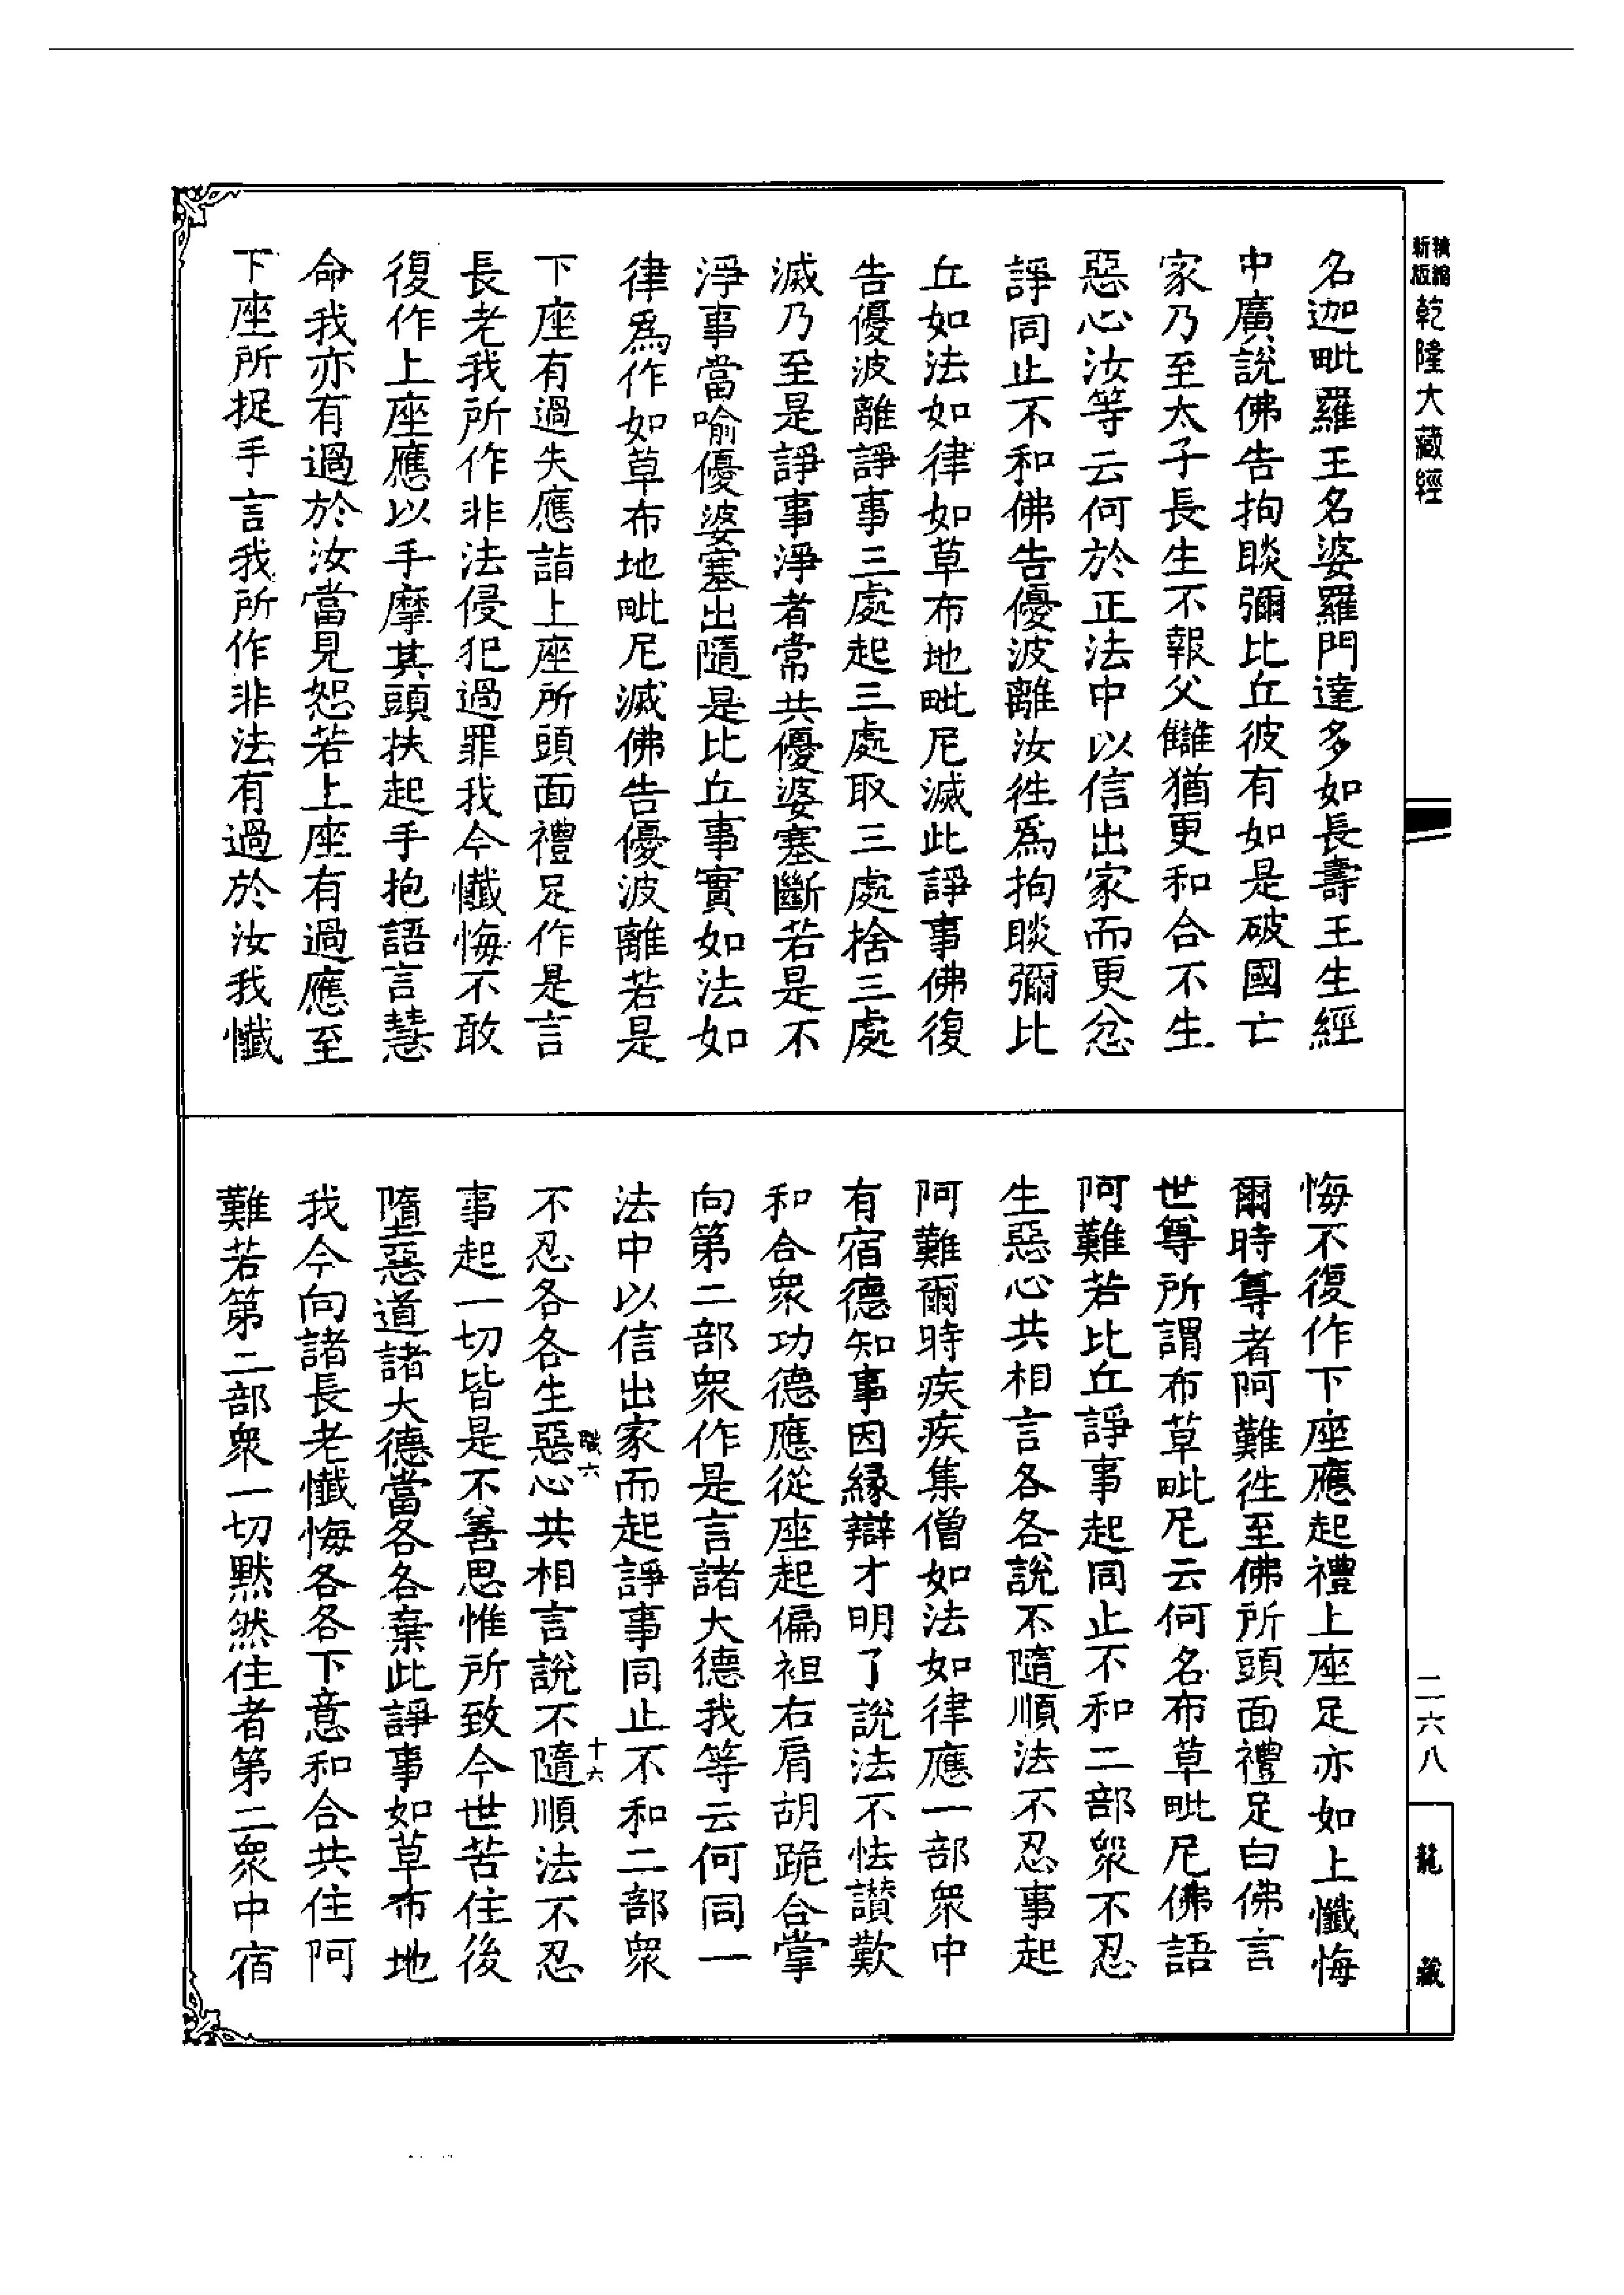 精縮
新版
乾隆大藏經
名迦毗羅王名婆羅門達多如長壽王生經
中廣說佛告拘睒彌比丘彼有如是破國亡
家乃至太子長生不報父讎猶更和合不生
惡心汝等云何於正法中以信出家而更忿
諍同止不和佛告優波離汝徃爲拘睒彌比
丘如法如律如草布地毗尼滅此諍事佛復
告優波離諍事三處起三處取三處捨三處
滅乃至是諍事淨者常共優婆塞斷若是不
淨事當喻優婆塞出隨是比丘事實如法如
律爲作如草布地毗尼滅佛告優波離若是
下座有過失應詣上座所頭面禮足作是言
長老我所作非法侵犯過罪我今懺悔不敢
復作上座應以手摩其頭扶起手抱語言慧
命我亦有過於汝當見恕若上座有過應至
下座所捉手言我所作非法有過於汝我懺
悔不復作下座應起禮上座足亦如上懺悔
爾時尊者阿難徃至佛所頭面禮足白佛言
世尊所謂布草毗尼云何名布草毗尼佛語
阿難若比丘諍事起同止不和二部衆不忍
生惡心共相言各各說不隨順法不忍事起
阿難爾時疾疾集僧如法如律應一部衆中
有宿德知事因縁辯才明了說法不怯讃歎
和合衆功德應從座起偏袒右肩胡跪合掌
向第二部衆作是言諸大德我等云何同一
法中以信出家而起諍事同止不和二部衆
不忍各各生惡心共相言說不隨順法不忍
職六
十六
事起一切皆是不善思惟所致今世苦住後
墮惡道諸大德當各各棄此諍事如草布地
我今向諸長老懺悔各各下意和合共住阿
難若第二部衆一切默然住者第二衆中宿
二六八
龍藏